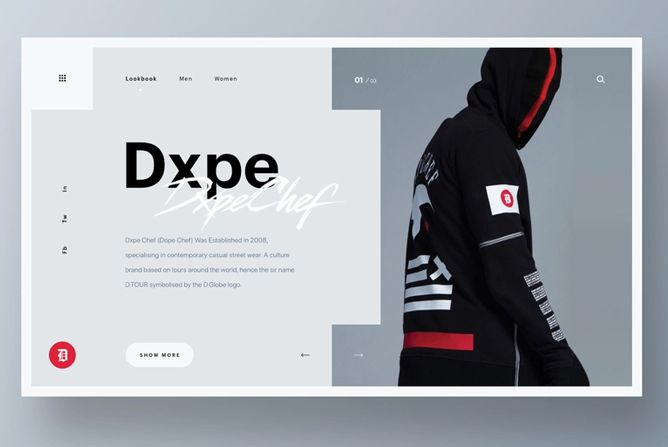 Lookbook Men Women
01 / 03
Dxpe
DxpeChef
In
Tw
Fb
Dxpe Chef (Dope Chef) Was Established in 2008,
specialising in contemporary casual street wear. A culture
brand based on tours around the world, hence the sir name
D.TOUR symbolised by the D.Globe logo.
D
SHOW MORE